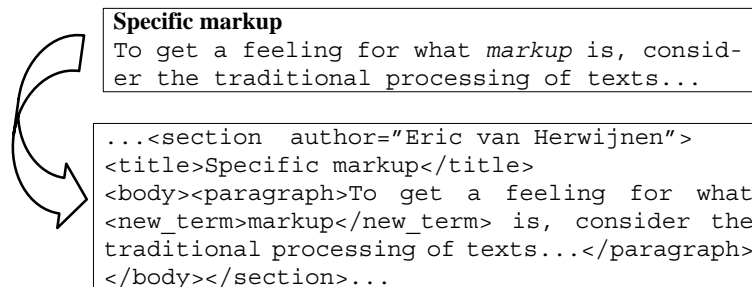 Specific markup
To get a feeling for what markup is, consid-
er the traditional processing of texts...
...<section author=”Eric van Herwijnen”>
<title>Specific markup</title>
<body><paragraph>To get a feeling for what
<new_term>markup</new_term> is, consider the
traditional processing of texts...</paragraph>
</body></section>...